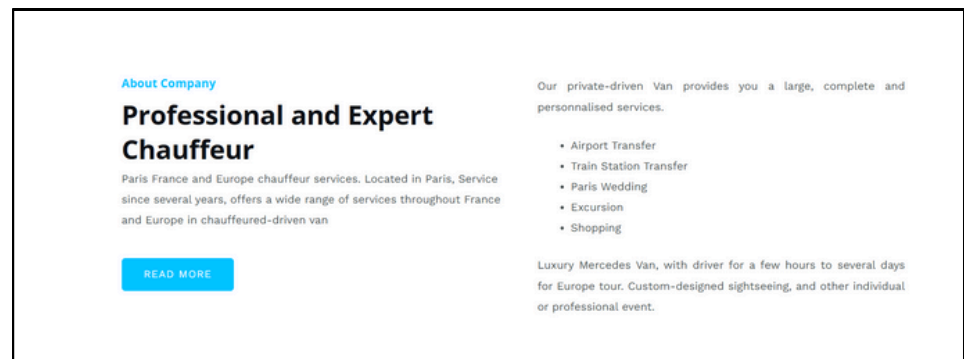 About Company
Professional and Expert
Chauffeur
Paris France and Europe chauffeur services. Located in Paris, Service
since several years, offers a wide range of services throughout France
and Europe in chauffeured-driven van
READ MORE
Our private-driven Van provides you a large, complete and
personnalised services.
• Airport Transfer
• Train Station Transfer
• Paris Wedding
• Excursion
• Shopping
Luxury Mercedes Van, with driver for a few hours to several days
for Europe tour. Custom-designed sightseeing, and other individual
or professional event.